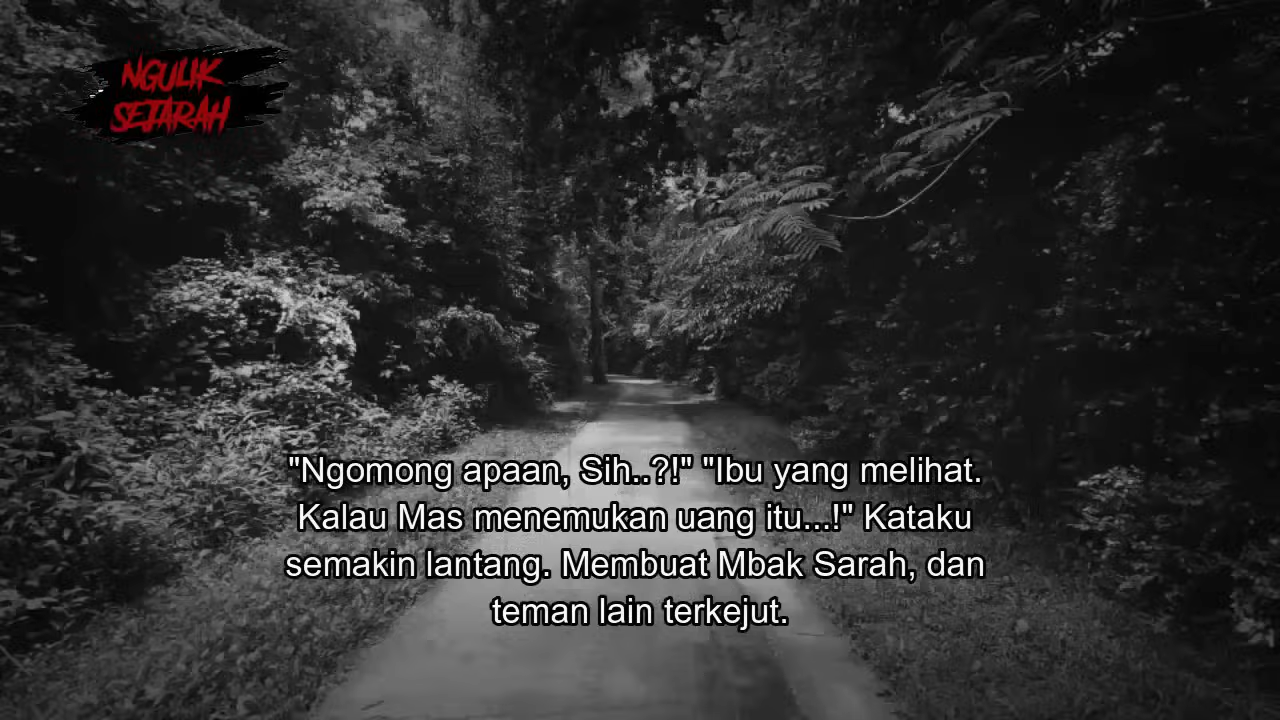 NGULIK
SEJARAH
"Ngomong apaan, Sih..?!" "Ibu yang melihat.
Kalau Mas menemukan uang itu...!" Kataku
semakin lantang. Membuat Mbak Sarah, dan
teman lain terkejut.